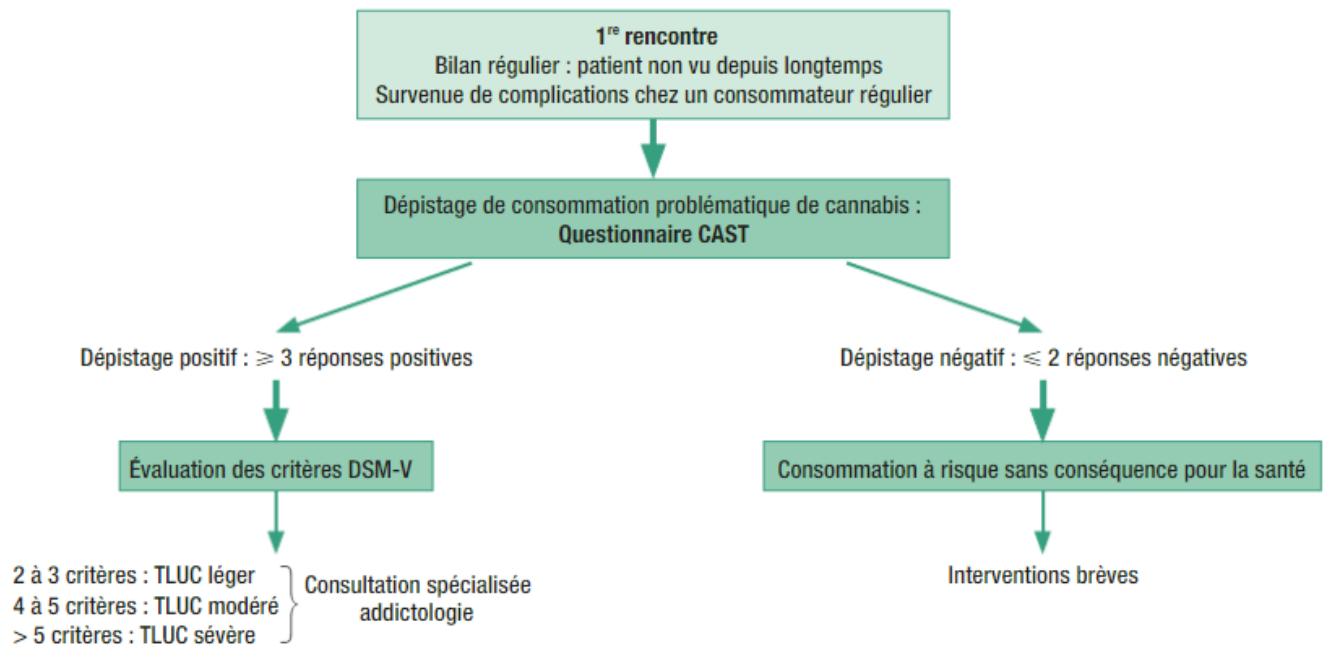 1re rencontre
Bilan régulier : patient non vu depuis longtemps
Survenue de complications chez un consommateur régulier
Dépistage de consommation problématique de cannabis :
Questionnaire CAST
Dépistage positif : ⩾ 3 réponses positives
Dépistage négatif : ⩽ 2 réponses négatives
Évaluation des critères DSM-V
Consommation à risque sans conséquence pour la santé
2 à 3 critères : TLUC léger
4 à 5 critères : TLUC modéré
> 5 critères : TLUC sévère
Consultation spécialisée
addictologie
Interventions brèves